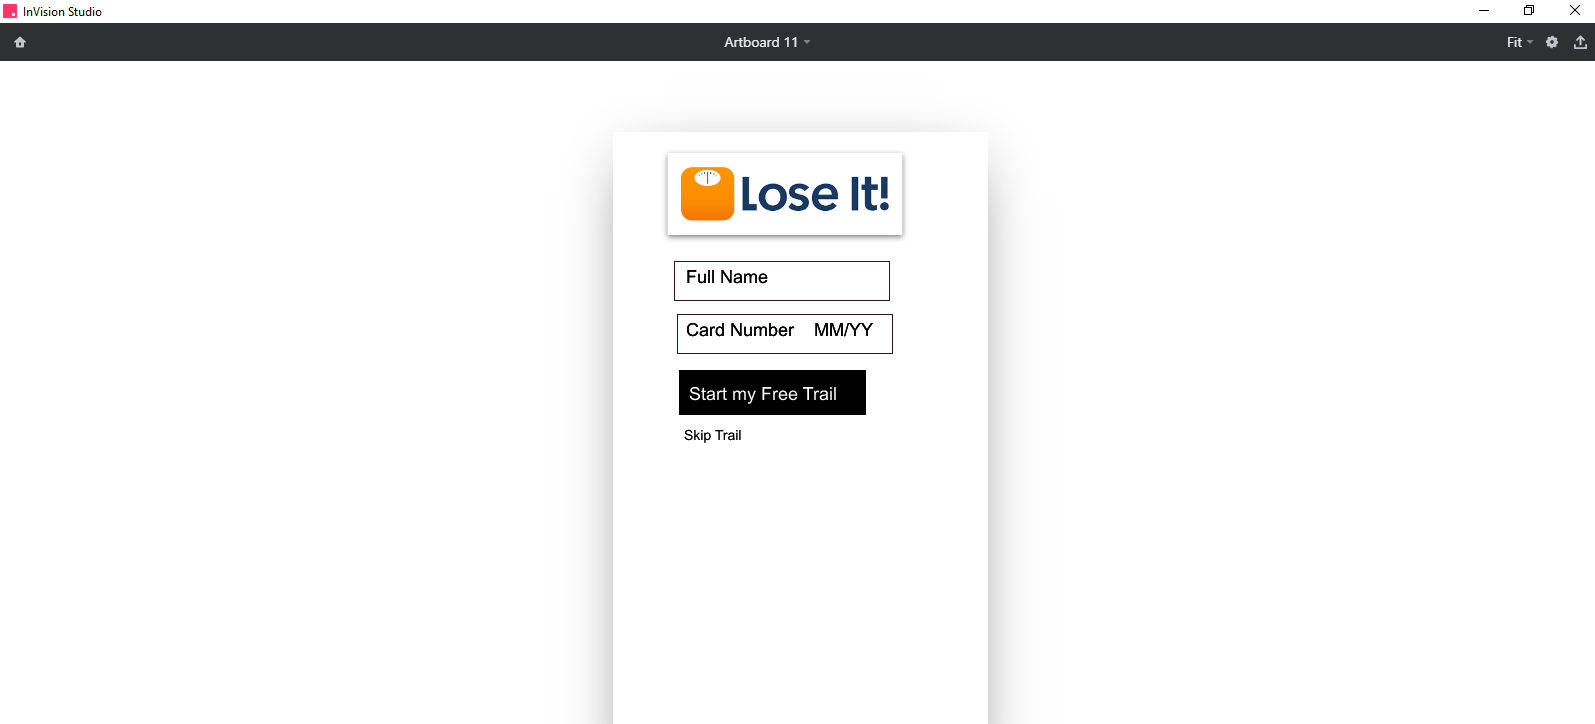 InVision Studio
Artboard 11
Fit
Lose It!
Full Name
Card Number MM/YY
Start my Free Trail
Skip Trail